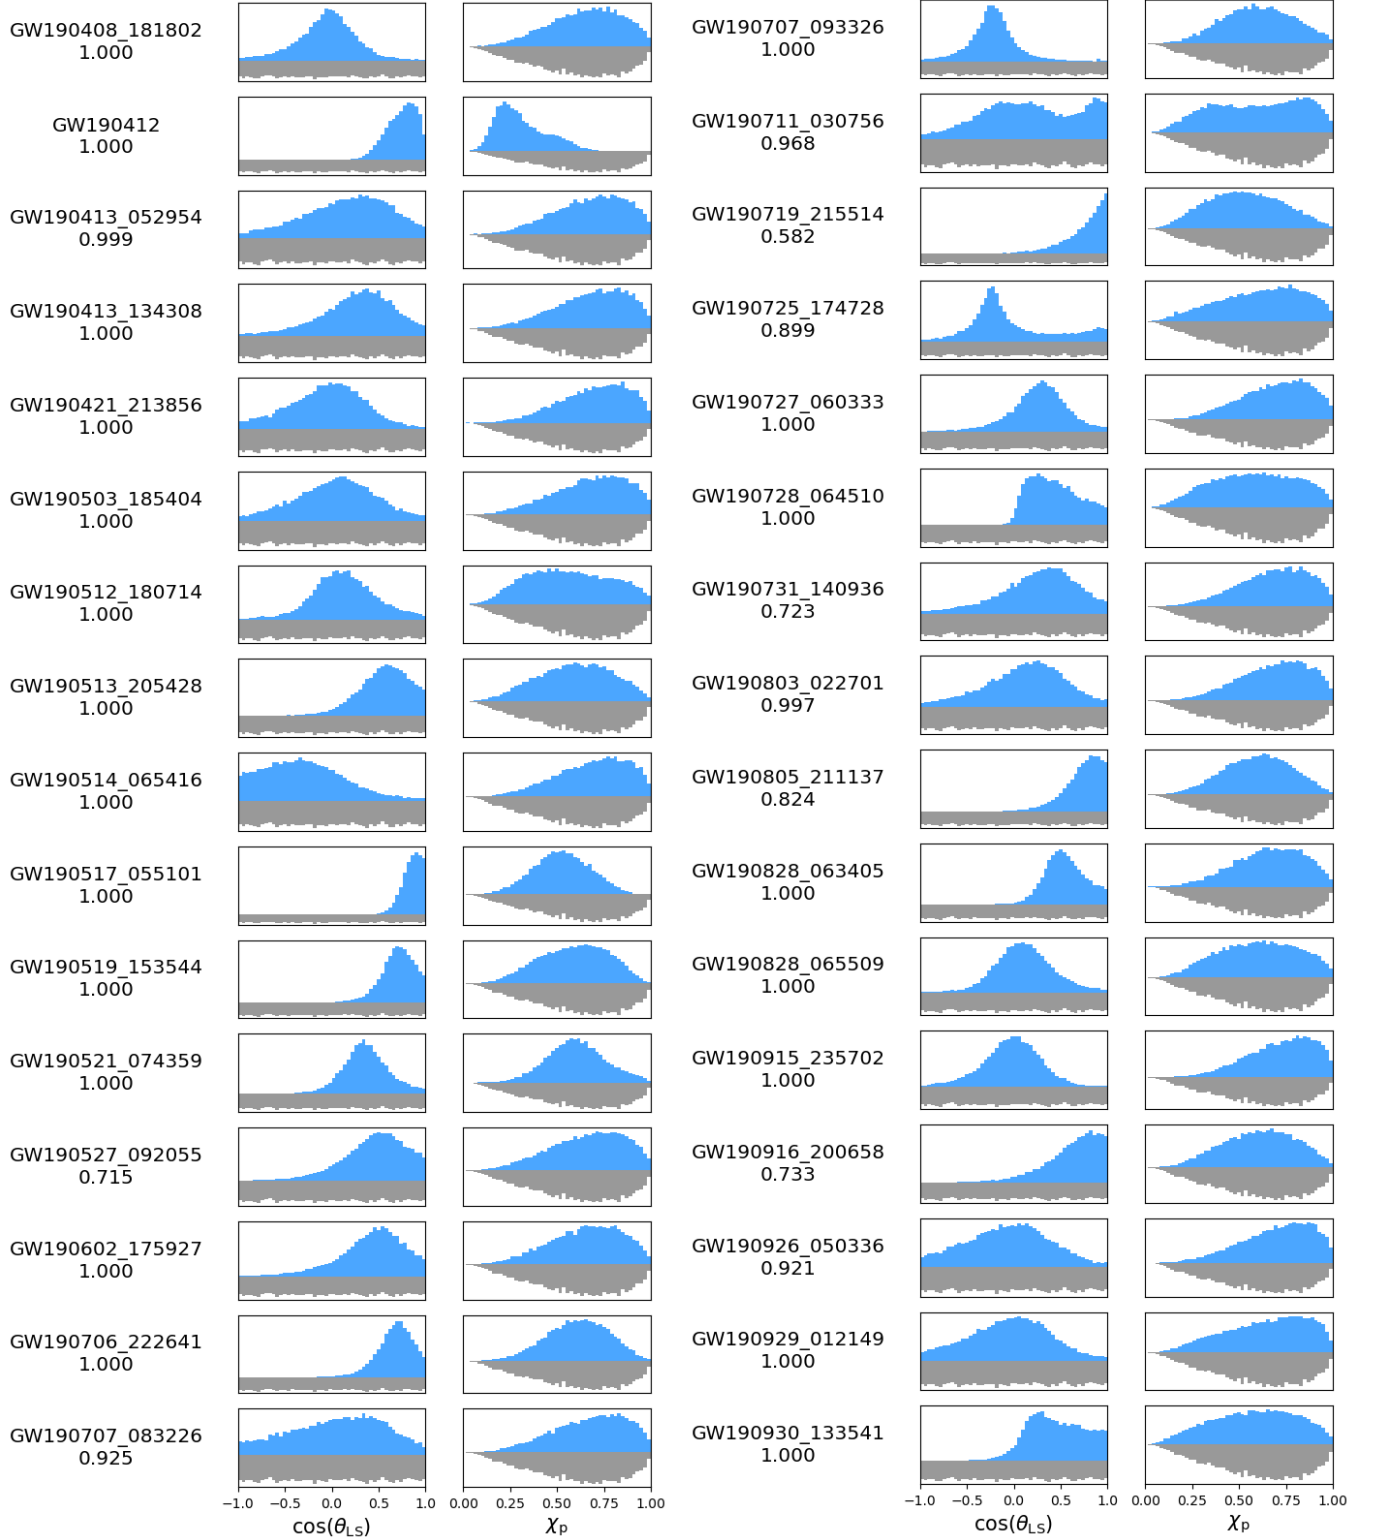 GW190408_181802
1.000
GW190412
1.000
GW190413_052954
0.999
GW190413_134308
1.000
GW190421_213856
1.000
GW190503_185404
1.000
GW190512_180714
1.000
GW190513_205428
1.000
GW190514_065416
1.000
GW190517_055101
1.000
GW190519_153544
1.000
GW190521_074359
1.000
GW190527_092055
0.715
GW190602_175927
1.000
GW190706_222641
1.000
GW190707_083226
0.925
−1.0 −0.5 0.0 0.5 1.0
cos(θLS)
0.00 0.25 0.50 0.75 1.00
χp
GW190707_093326
1.000
GW190711_030756
0.968
GW190719_215514
0.582
GW190725_174728
0.899
GW190727_060333
1.000
GW190728_064510
1.000
GW190731_140936
0.723
GW190803_022701
0.997
GW190805_211137
0.824
GW190828_063405
1.000
GW190828_065509
1.000
GW190915_235702
1.000
GW190916_200658
0.733
GW190926_050336
0.921
GW190929_012149
1.000
GW190930_133541
1.000
−1.0 −0.5 0.0 0.5 1.0
cos(θLS)
0.00 0.25 0.50 0.75 1.00
χp